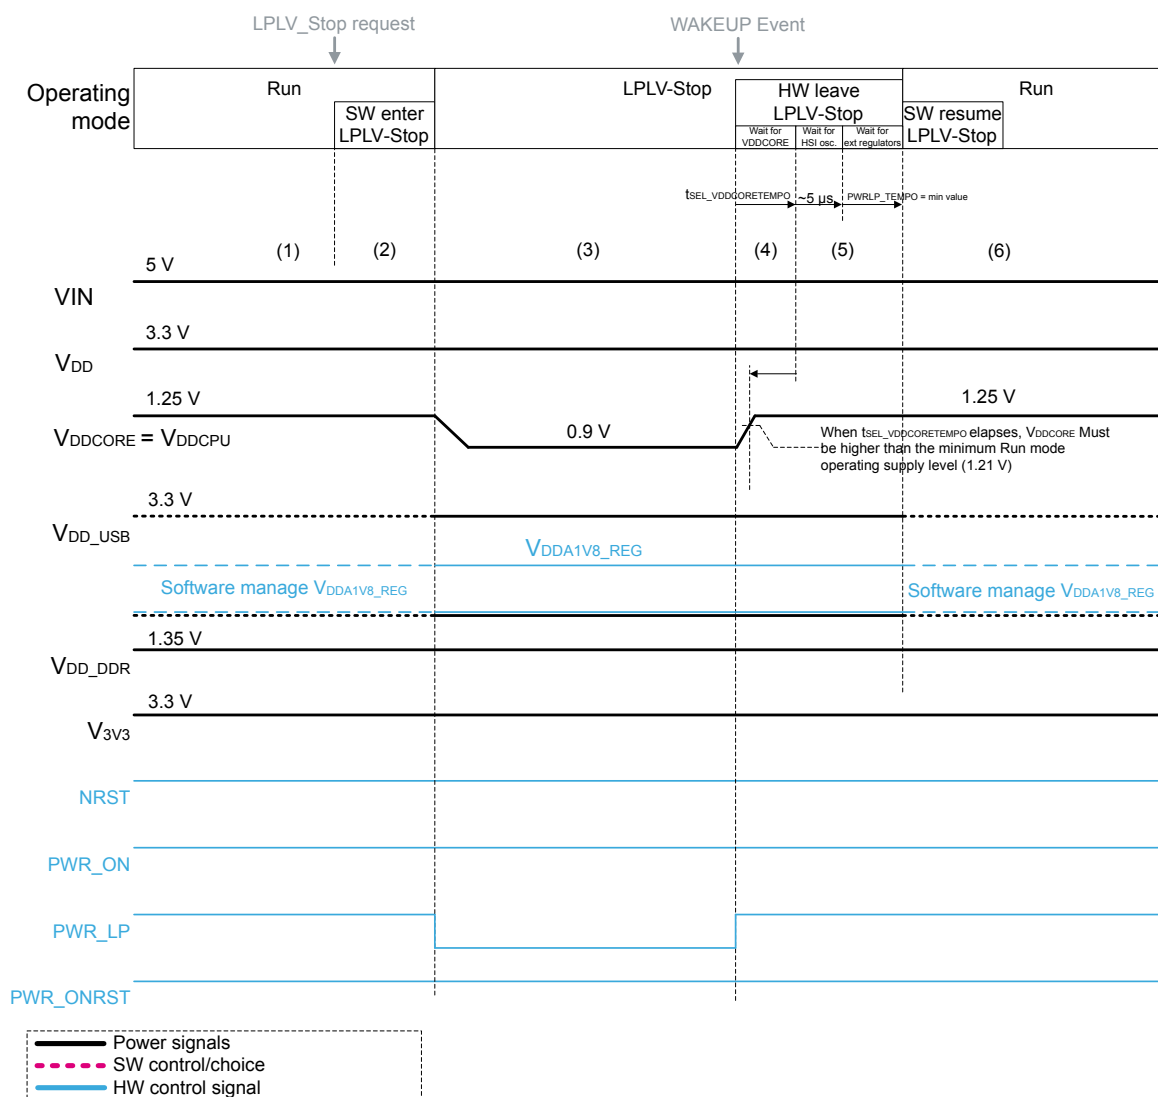 LPLV_Stop request
WAKEUP Event
Operating
mode
Run
LPLV-Stop
Run
SW enter
LPLV-Stop
HW leave
LPLV-Stop
SW resume
LPLV-Stop
Wait for
VDDCORE
Wait for
HSI osc.
Wait for
ext regulators
tSEL_VDDCORETEMPO
~5 µs
PWRLP_TEMPO = min value
(1)
(2)
(3)
(4)
(5)
(6)
5 V
VIN
3.3 V
VDD
1.25 V
1.25 V
VDDCORE = VDDCPU
0.9 V
When tSEL_VDDCORETEMPO elapses, VDDCORE Must
be higher than the minimum Run mode
operating supply level (1.21 V)
3.3 V
VDD_USB
VDDA1V8_REG
Software manage VDDA1V8_REG
Software manage VDDA1V8_REG
1.35 V
VDD_DDR
3.3 V
V3V3
NRST
PWR_ON
PWR_LP
PWR_ONRST
Power signals
SW control/choice
HW control signal